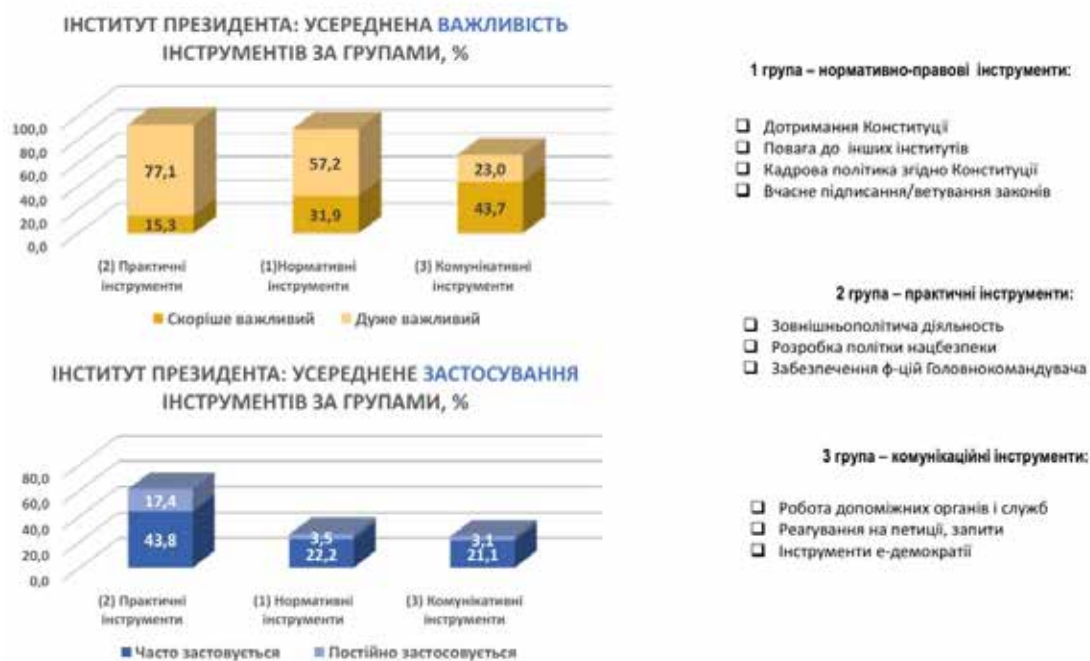 ІНСТИТУТ ПРЕЗИДЕНТА: УСЕРЕДНЕНА ВАЖЛИВІСТЬ
ІНСТРУМЕНТІВ ЗА ГРУПАМИ, %
100,0
80,0
60,0
40,0
20,0
0,0
77,1
15,3
57,2
31,9
23,0
43,7
(2) Практичні
інструменти
(1)Нормативні
інструменти
(3) Комунікативні
інструменти
Скоріше важливий
Дуже важливий
ІНСТИТУТ ПРЕЗИДЕНТА: УСЕРЕДНЕНЕ ЗАСТОСУВАННЯ
ІНСТРУМЕНТІВ ЗА ГРУПАМИ, %
80,0
60,0
40,0
20,0
0,0
17,4
43,8
3,5
22,2
3,1
21,1
(2) Практичні
інструменти
(1) Нормативні
інструменти
(3) Комунікативні
інструменти
Часто застовується
Постійно застосовується
1 група – нормативно-правові інструменти:
Дотримання Конституції
Повага до інших інститутів
Кадрова політика згідно Конституції
Вчасне підписання/ветування законів
2 група – практичні інструменти:
Зовнішньополітича діяльность
Розробка політки нацбезпеки
Забезпечення ф-цій Головнокомандувача
3 група – комунікаційні інструменти:
Робота допоміжних органів і служб
Реагування на петиції, запити
Інструменти е-демократії